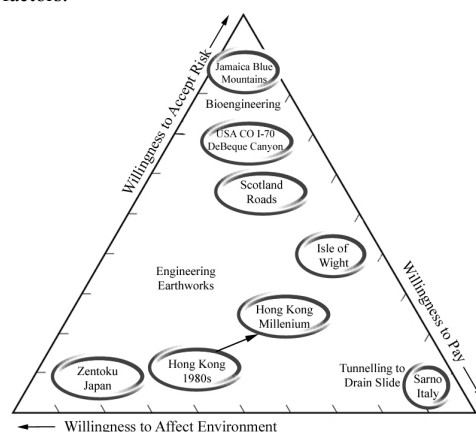 factors.
Jamaica Blue
Mountains
Willingness to Accept Risk
Bioengineering
USA CO I-70
DeBeque Canyon
Scotland
Roads
Isle of
Wight
Engineering
Earthworks
Willingness to Pay
Hong Kong
Millenium
Hong Kong
1980s
Zentoku
Japan
Tunnelling to
Drain Slide
Sarno
Italy
Willingness to Affect Environment